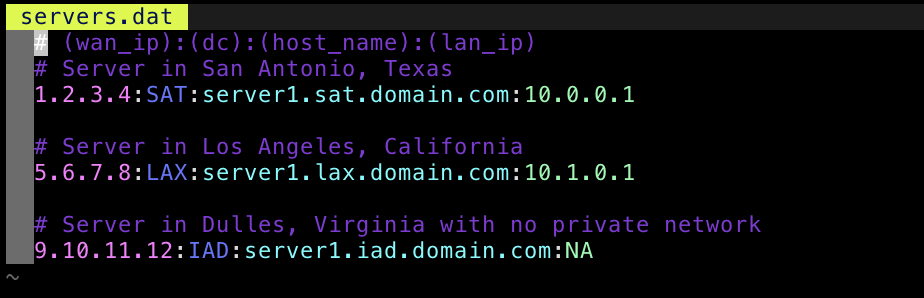 servers.dat
# (wan_ip):(dc):(host_name):(lan_ip)
# Server in San Antonio, Texas
1.2.3.4:SAT:server1.sat.domain.com:10.0.0.1
# Server in Los Angeles, California
5.6.7.8:LAX:server1.lax.domain.com:10.1.0.1
# Server in Dulles, Virginia with no private network
9.10.11.12:IAD:server1.iad.domain.com:NA
~